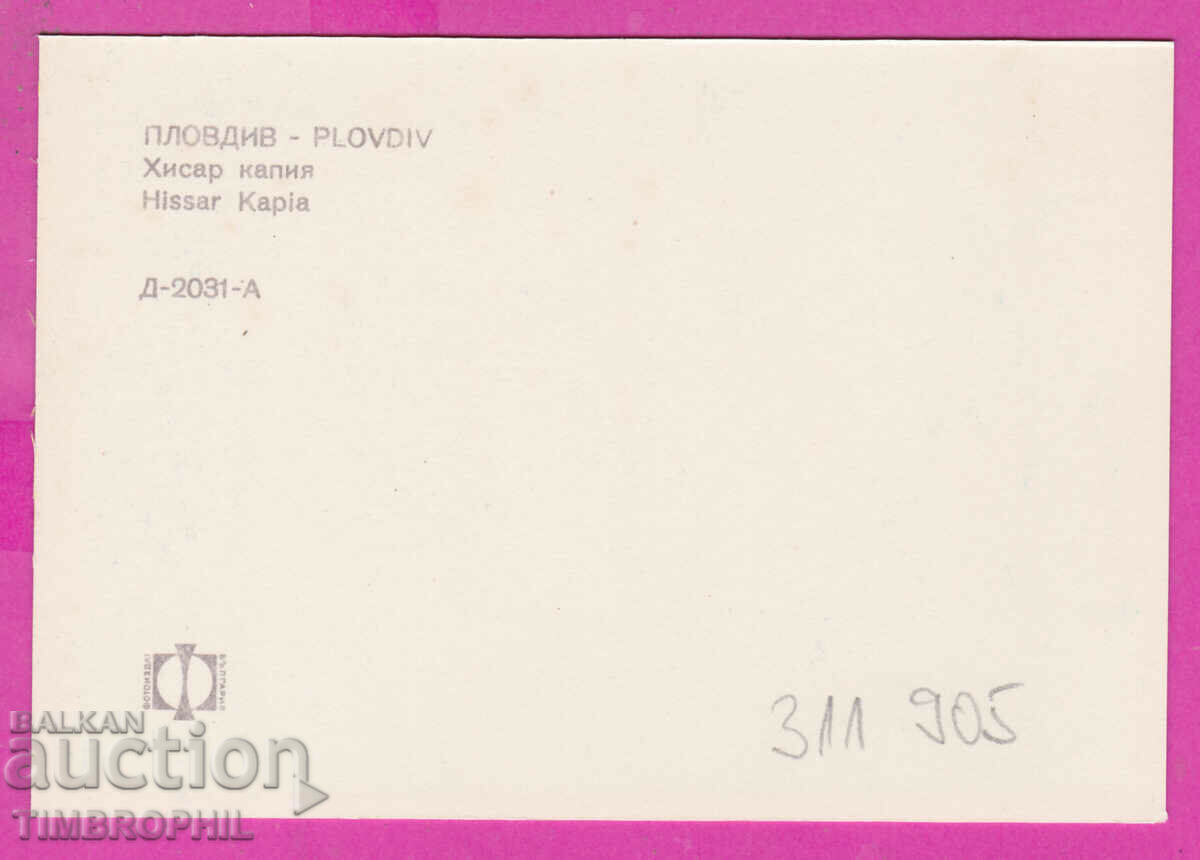 ПЛОВДИВ - PLOVDIV
Хисар капия
Hissar Kapia
Д-2031-А
ФОТОИЗДАТ
БЪЛГАРИЯ
311 905
BALKAN
auction
TIMBROPHIL